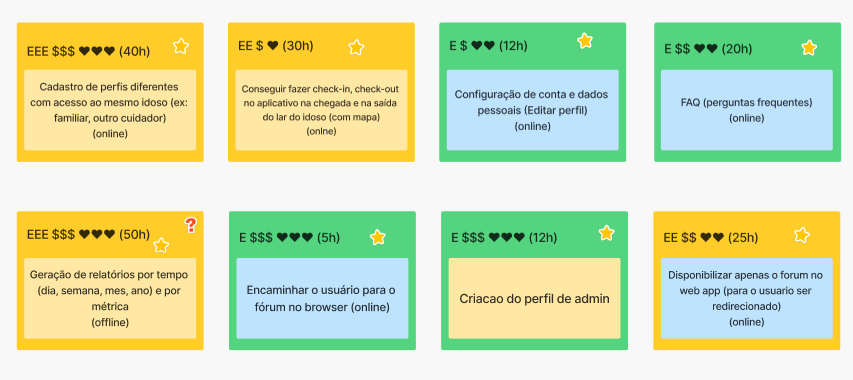 EEE $$$ ♥♥♥ (40h)
Cadastro de perfis diferentes
com acesso ao mesmo idoso (ex:
familiar, outro cuidador)
(online)
EE $ ♥ (30h)
Conseguir fazer check-in, check-out
no aplicativo na chegada e na saída
do lar do idoso (com mapa)
(onlne)
E $ ♥♥ (12h)
Configuração de conta e dados
pessoais (Editar perfil)
(online)
E $$ ♥♥ (20h)
FAQ (perguntas frequentes)
(online)
EEE $$$ ♥♥♥ (50h)
?
Geração de relatórios por tempo
(dia, semana, mes, ano) e por
métrica
(offline)
E $$$ ♥♥♥ (5h)
Encaminhar o usuário para o
fórum no browser (online)
E $$$ ♥♥♥ (12h)
Criacao do perfil de admin
EE $$ ♥♥ (25h)
Disponibilizar apenas o forum no
web app (para o usuario ser
redirecionado)
(online)